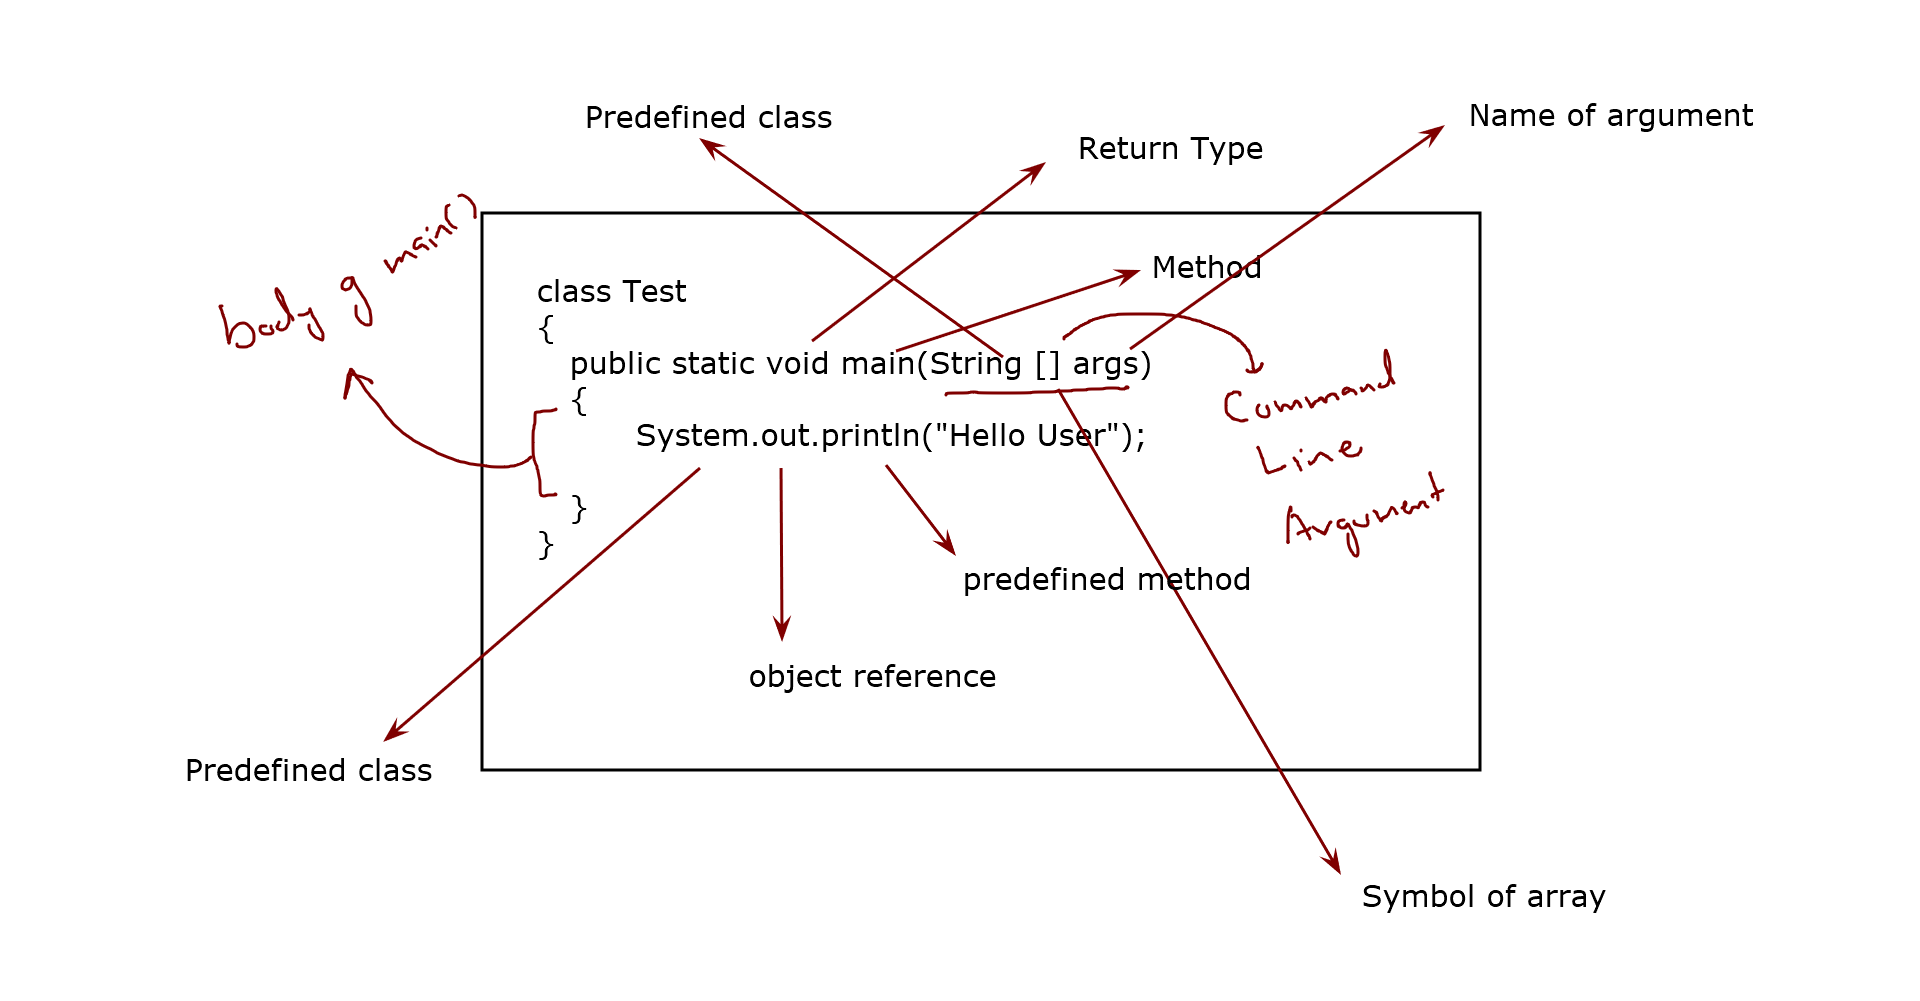 Predefined class
Name of argument
Return Type
body of main()
Method
class Test
{
public static void main(String [] args)
{
System.out.println("Hello User");
}
}
Command
Line
Argument
predefined method
object reference
Predefined class
Symbol of array